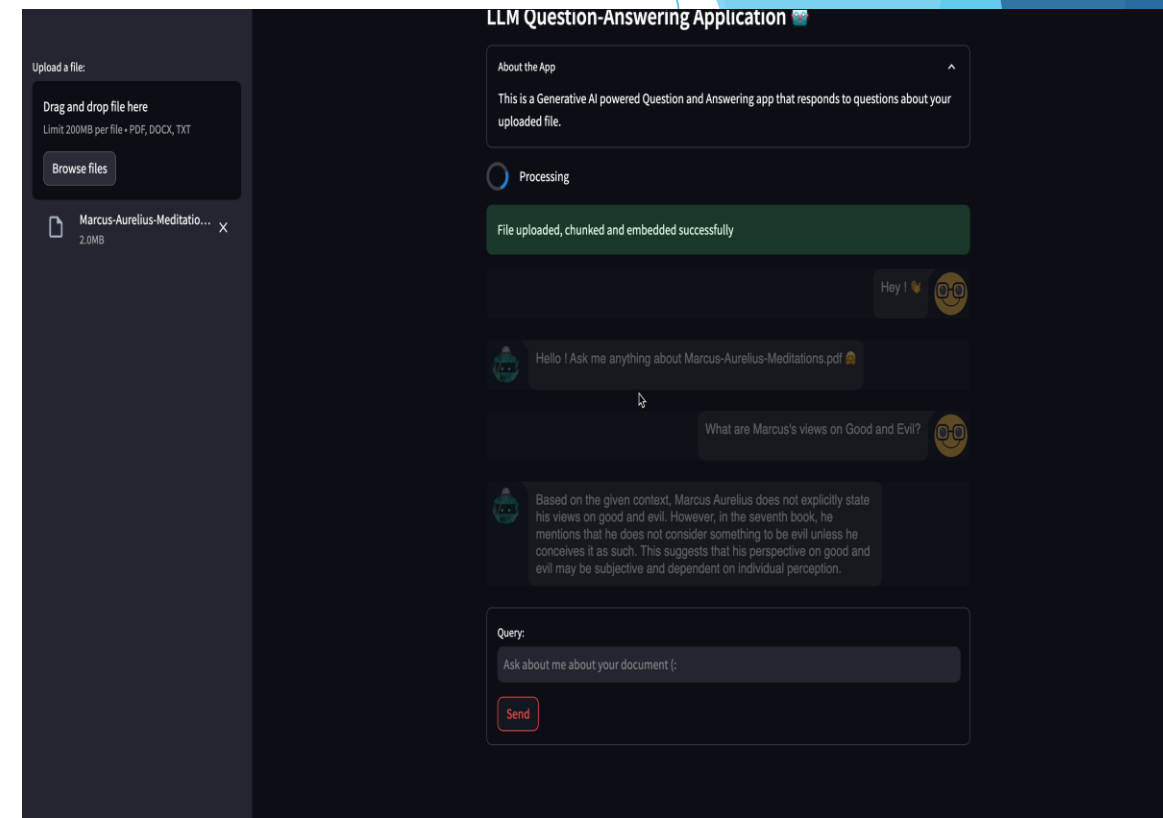 LLM Question-Answering Application
Upload a file:
Drag and drop file here
Limit 200MB per file • PDF, DOCX, TXT
Browse files
Marcus-Aurelius-Meditatio...
2.0MB
About the App
This is a Generative AI powered Question and Answering app that responds to questions about your
uploaded file.
Processing
File uploaded, chunked and embedded successfully
Hey ! 👋
Hello ! Ask me anything about Marcus-Aurelius-Meditations.pdf 🤗
What are Marcus's views on Good and Evil?
Based on the given context, Marcus Aurelius does not explicitly state
his views on good and evil. However, in the seventh book, he
mentions that he does not consider something to be evil unless he
conceives it as such. This suggests that his perspective on good and
evil may be subjective and dependent on individual perception.
Query:
Ask about me about your document (:
Send